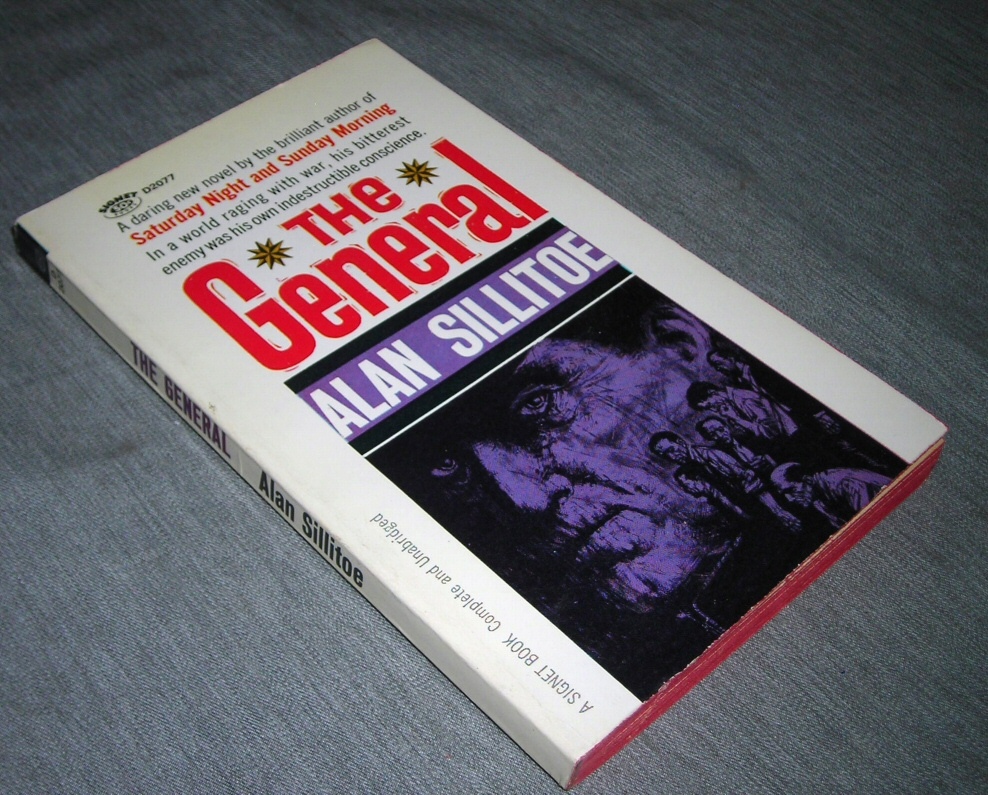 SIGNET
D2077
A daring new novel by the brilliant author of
Saturday Night and Sunday Morning
In a world raging with war, his bitterest
enemy was his own indestructible conscience.
THE
General
ALAN SILLITOE
A SIGNET BOOK Complete and Unabridged
THE GENERAL Alan Sillitoe